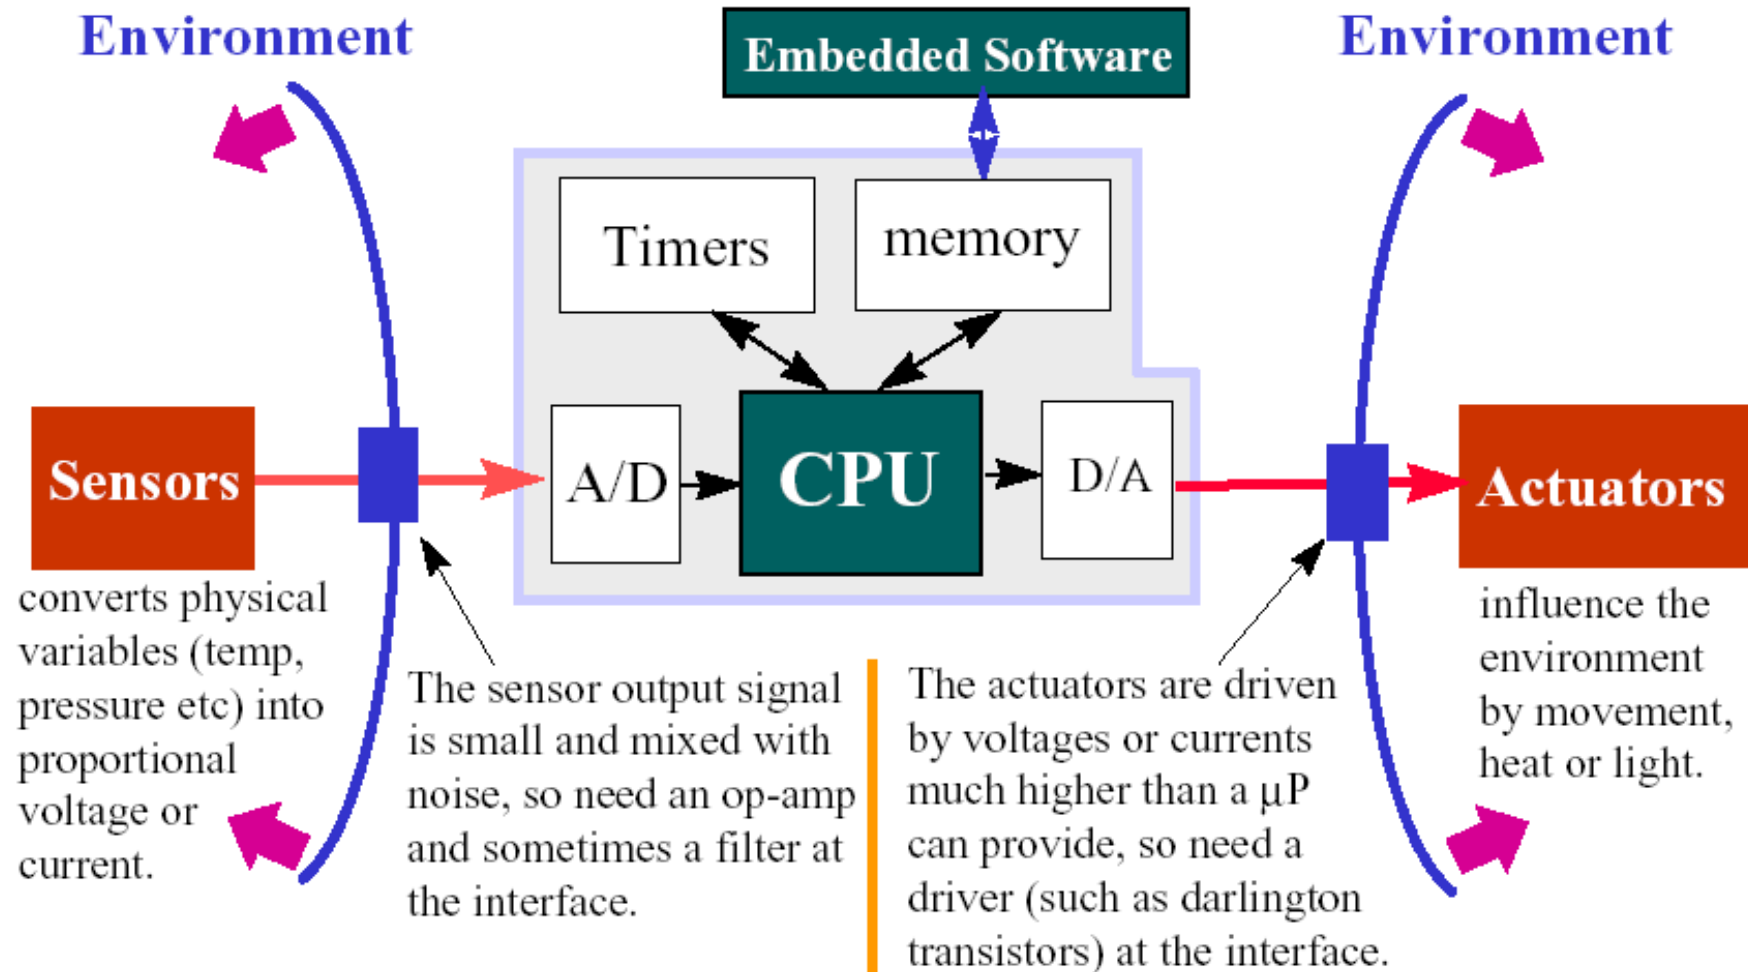 Environment
Embedded Software
Environment
Timers
memory
Sensors
A/D
CPU
D/A
Actuators
converts physical
variables (temp,
pressure etc) into
proportional
voltage or
current.
The sensor output signal
is small and mixed with
noise, so need an op-amp
and sometimes a filter at
the interface.
The actuators are driven
by voltages or currents
much higher than a μP
can provide, so need a
driver (such as darlington
transistors) at the interface.
influence the
environment
by movement,
heat or light.